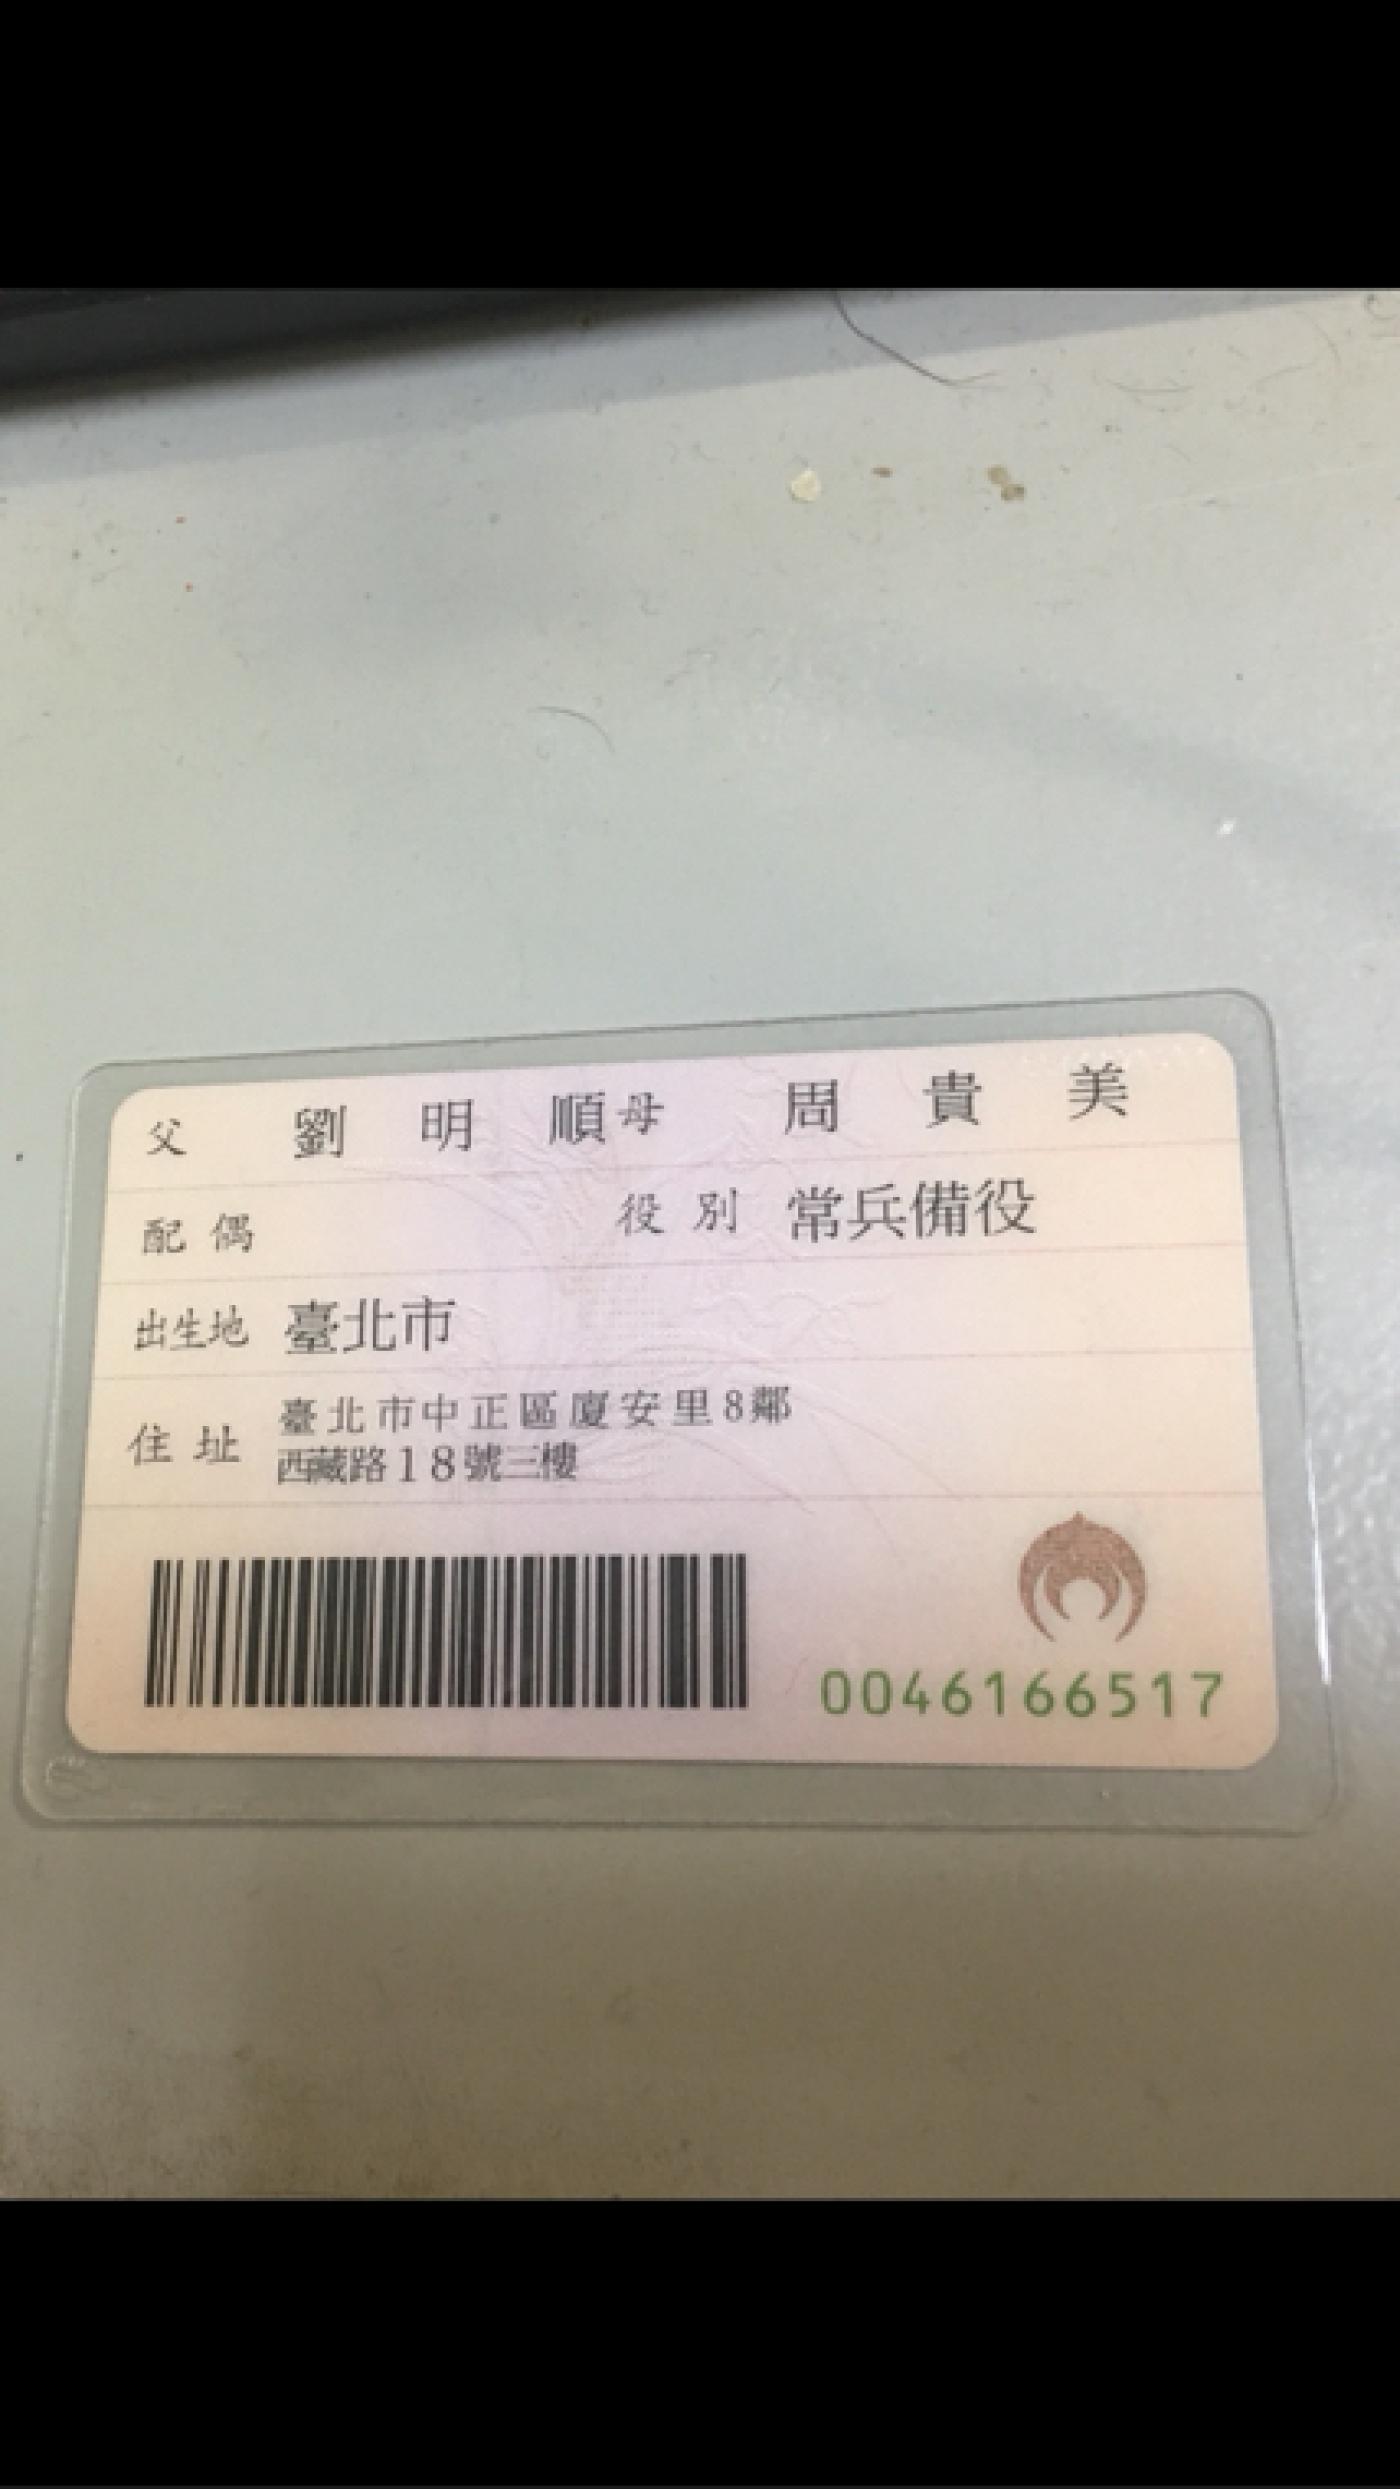 父 劉明順 母 周貴美
配偶 役別 常兵備役
出生地 臺北市
住址 臺北市中正區廈安里8鄰
西藏路18號三樓
0046166517